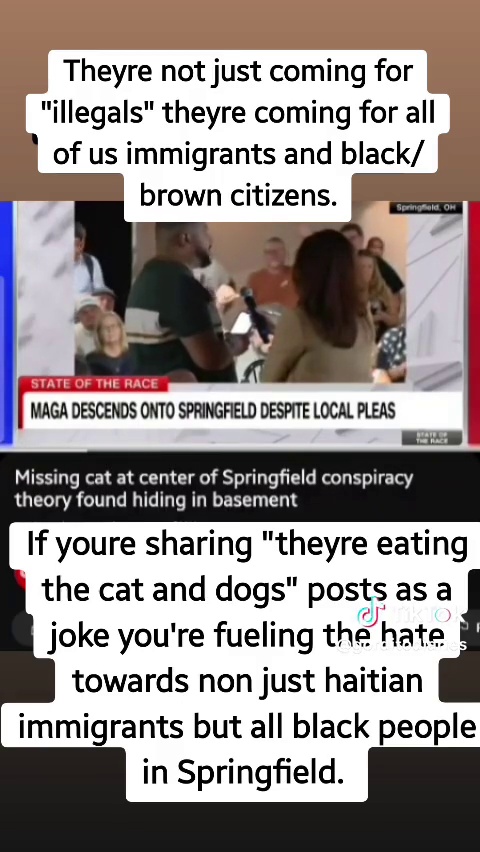 Theyre not just coming for
"illegals" theyre coming for all
of us immigrants and black/
brown citizens.
Springfield, OH
STATE OF THE RACE
MAGA DESCENDS ONTO SPRINGFIELD DESPITE LOCAL PLEAS
STATE OF
THE RACE
Missing cat at center of Springfield conspiracy
theory found hiding in basement
If youre sharing "theyre eating
the cat and dogs" posts as a
joke you're fueling the hate
towards non just haitian
immigrants but all black people
in Springfield.
TikTok